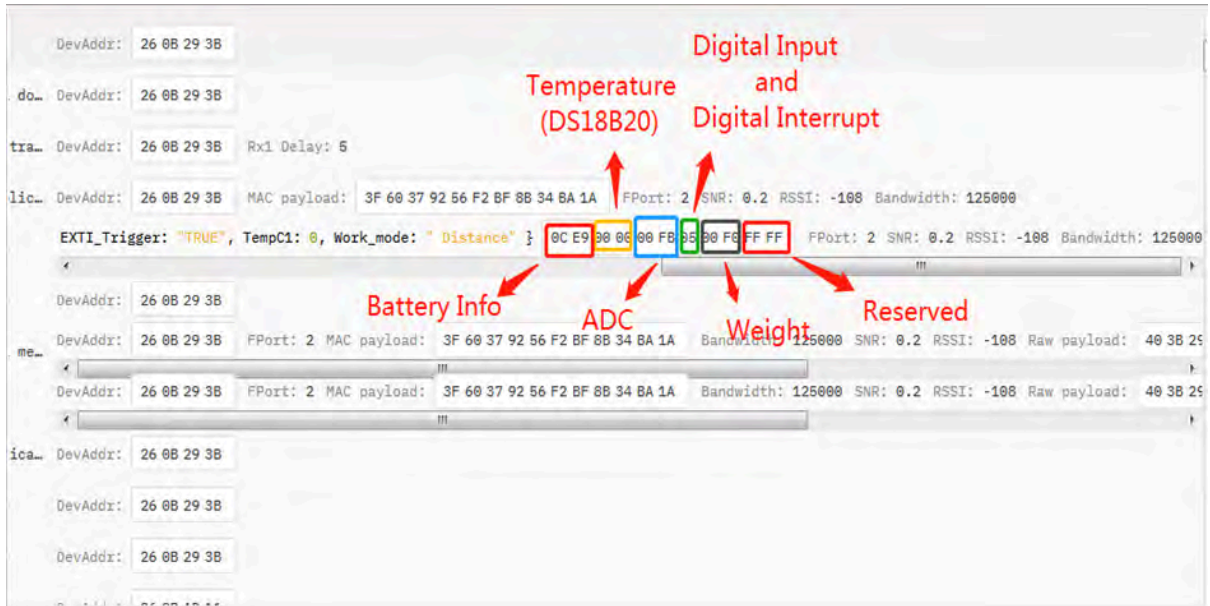 DevAddr: 26 0B 29 3B
Digital Input
and
Digital Interrupt
Temperature
(DS18B20)
do… DevAddr: 26 0B 29 3B
tra… DevAddr: 26 0B 29 3B Rx1 Delay: 5
lic… DevAddr: 26 0B 29 3B MAC payload: 3F 60 37 92 56 F2 BF 8B 34 BA 1A FPort: 2 SNR: 0.2 RSSI: -108 Bandwidth: 125000
EXTI_Trigger: "TRUE", TempC1: 0, Work_mode: " Distance" } 0C E9 00 00 00 FB 05 00 F0 FF FF FPort: 2 SNR: 0.2 RSSI: -108 Bandwidth: 125000
Battery Info
ADC
Weight
Reserved
DevAddr: 26 0B 29 3B
me… DevAddr: 26 0B 29 3B FPort: 2 MAC payload: 3F 60 37 92 56 F2 BF 8B 34 BA 1A Bandwidth: 125000 SNR: 0.2 RSSI: -108 Raw payload: 40 3B 29
DevAddr: 26 0B 29 3B FPort: 2 MAC payload: 3F 60 37 92 56 F2 BF 8B 34 BA 1A Bandwidth: 125000 SNR: 0.2 RSSI: -108 Raw payload: 40 3B 29
ica… DevAddr: 26 0B 29 3B
DevAddr: 26 0B 29 3B
DevAddr: 26 0B 29 3B